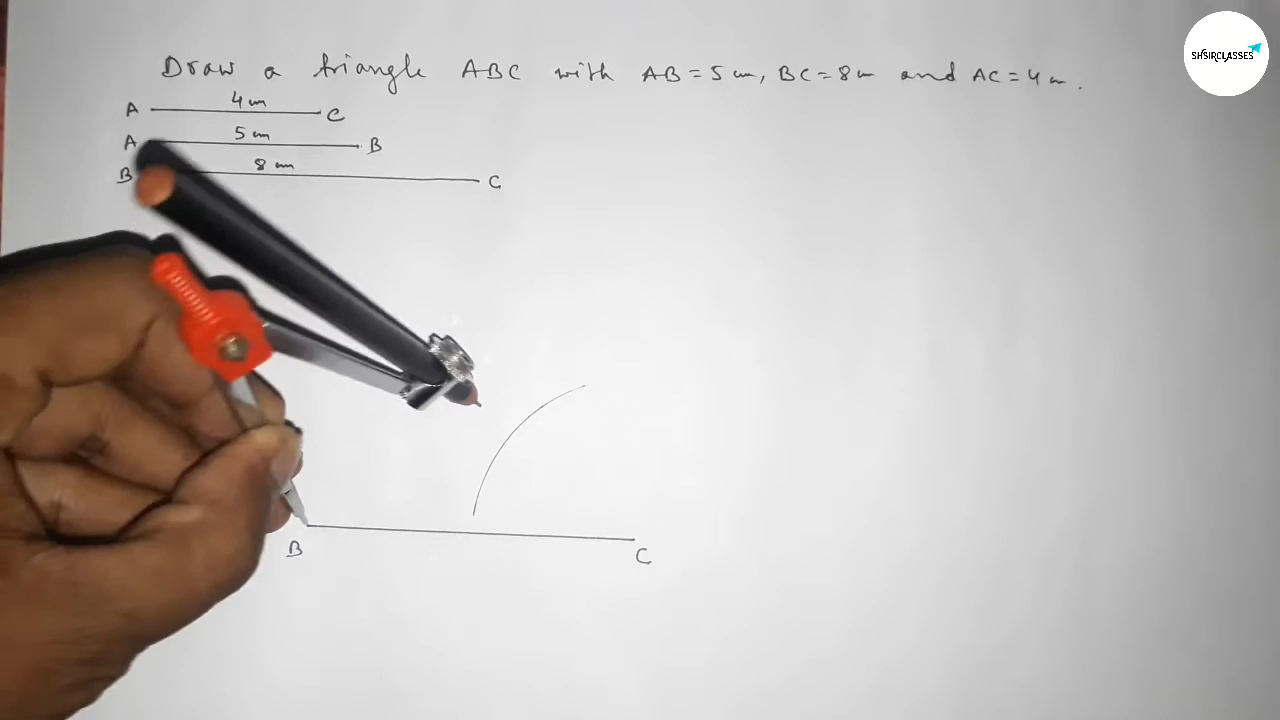 SHSIRCLASSES
Draw a triangle ABC with AB = 5 cm, BC = 8 cm and AC = 4 cm.
A 4 cm C
A 5 cm B
B 8 cm C
B C